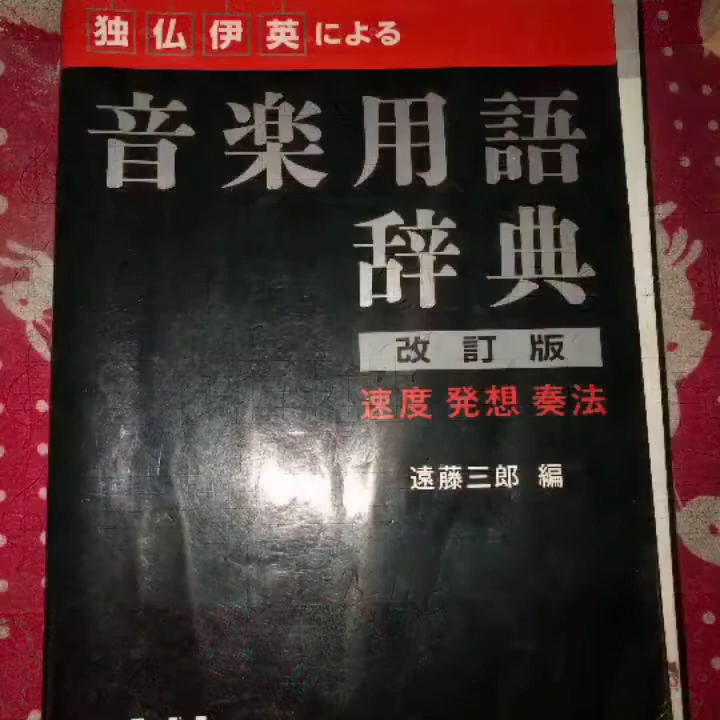 独仏伊英による
音楽用語
辞典
改訂版
速度 発想 奏法
遠藤三郎 編